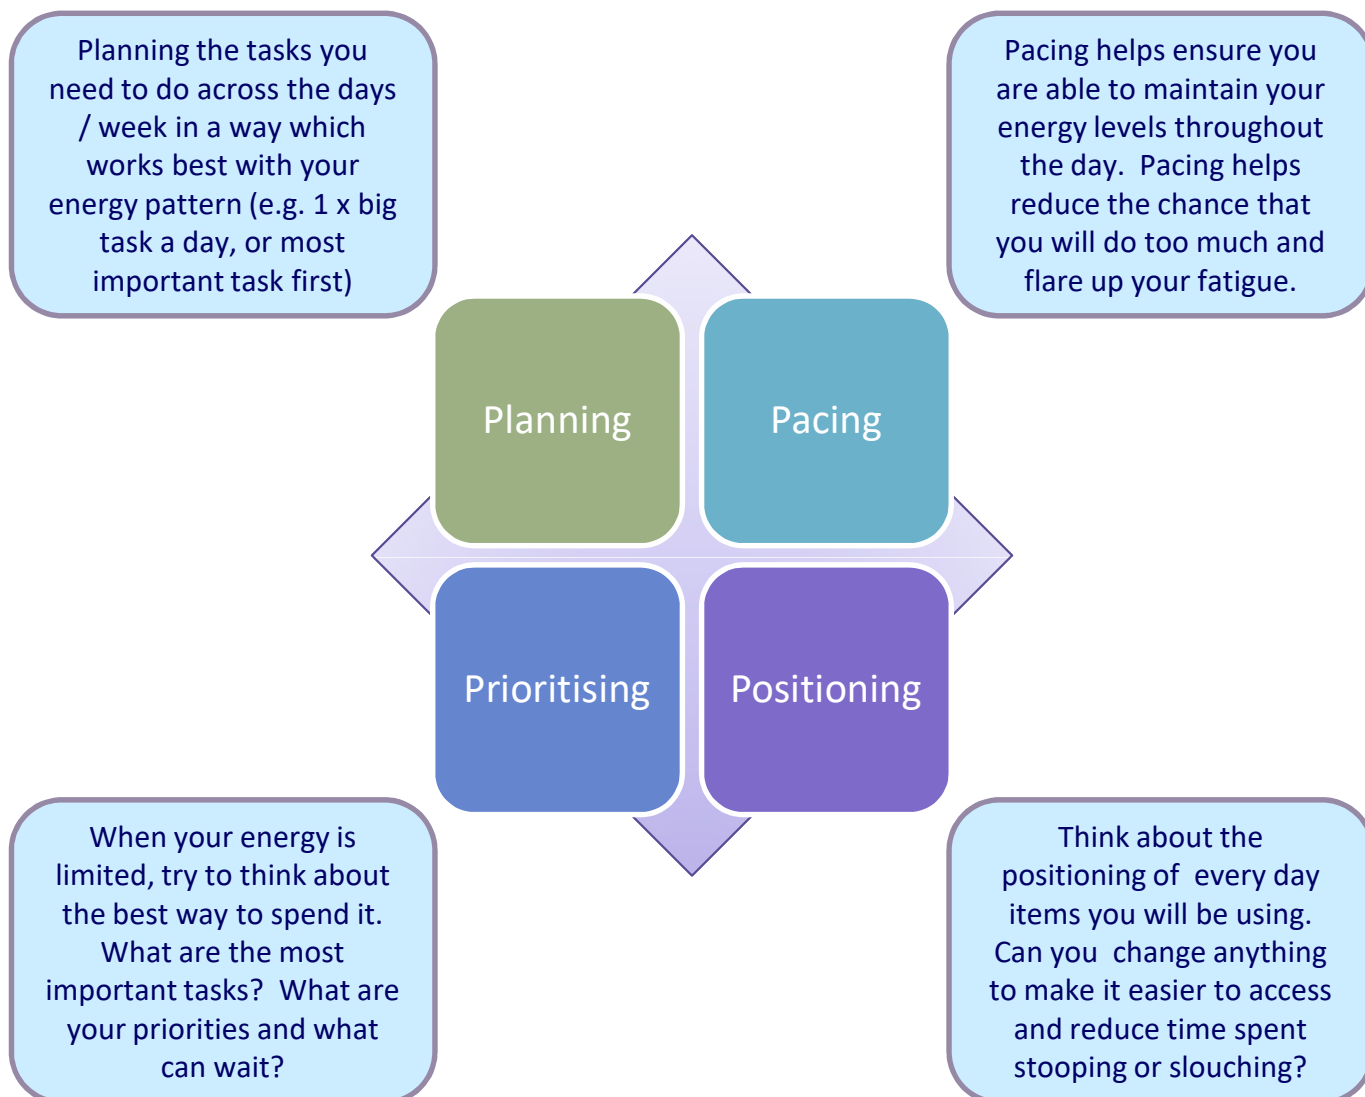 Planning the tasks you
need to do across the days
/ week in a way which
works best with your
energy pattern (e.g. 1 x big
task a day, or most
important task first)
Pacing helps ensure you
are able to maintain your
energy levels throughout
the day.  Pacing helps
reduce the chance that
you will do too much and
flare up your fatigue.
Planning
Pacing
Prioritising
Positioning
When your energy is
limited, try to think about
the best way to spend it.
What are the most
important tasks?  What are
your priorities and what
can wait?
Think about the
positioning of  every day
items you will be using.
Can you  change anything
to make it easier to access
and reduce time spent
stooping or slouching?